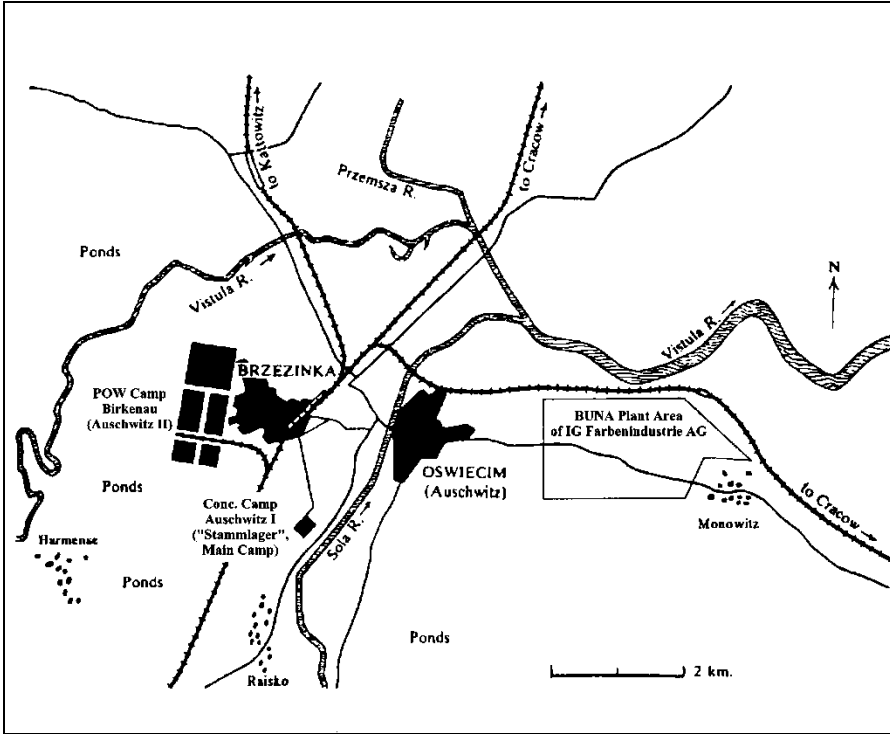 to Kattowitz
to Cracow
Przemsza R.
Ponds
Vistula R.
N
Vistula R.
BRZEZINKA
POW Camp
Birkenau
(Auschwitz II)
BUNA Plant Area
of IG Farbenindustrie AG
OSWIECIM
(Auschwitz)
Ponds
Conc. Camp
Auschwitz I
("Stammlager",
Main Camp)
Sola R.
to Cracow
Monowitz
Harmense
Ponds
Ponds
Raisko
2 km.